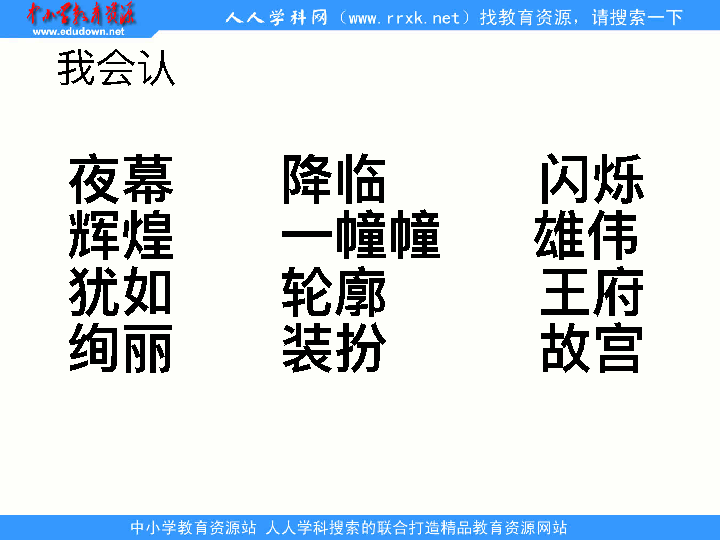 中小学教育资源
www.edudown.net
人人学科网（www.rrxk.net）找教育资源，请搜索一下
我会认
夜幕 降临 闪烁
辉煌 一幢幢 雄伟
犹如 轮廓 王府
绚丽 装扮 故宫
中小学教育资源站 人人学科搜索的联合打造精品教育资源网站